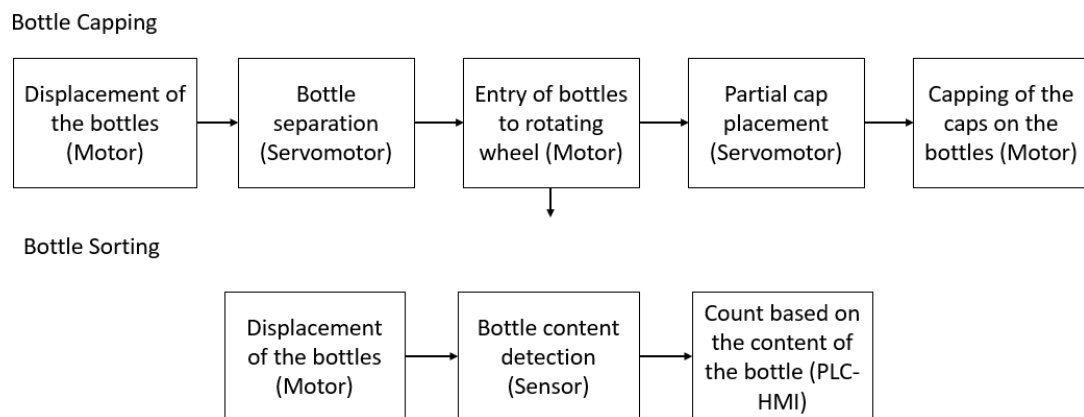 Bottle Capping
Displacement of
the bottles
(Motor)
Bottle
separation
(Servomotor)
Entry of bottles
to rotating
wheel (Motor)
Partial cap
placement
(Servomotor)
Capping of the
caps on the
bottles (Motor)
Bottle Sorting
Displacement
of the bottles
(Motor)
Bottle content
detection
(Sensor)
Count based on
the content of
the bottle (PLC-
HMI)